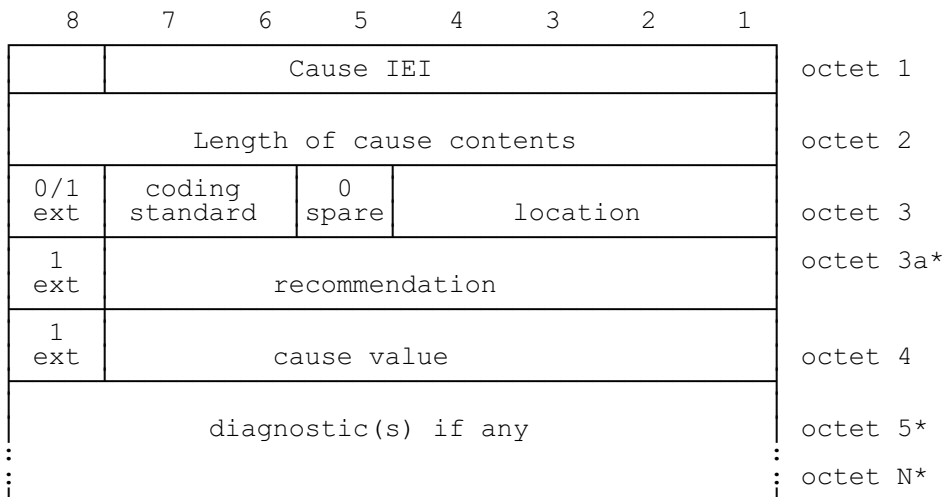 8 7 6 5 4 3 2 1
Cause IEI octet 1
Length of cause contents octet 2
0/1 coding 0
ext standard spare location octet 3
1 octet 3a*
ext recommendation
1
ext cause value octet 4
diagnostic(s) if any octet 5*
octet N*